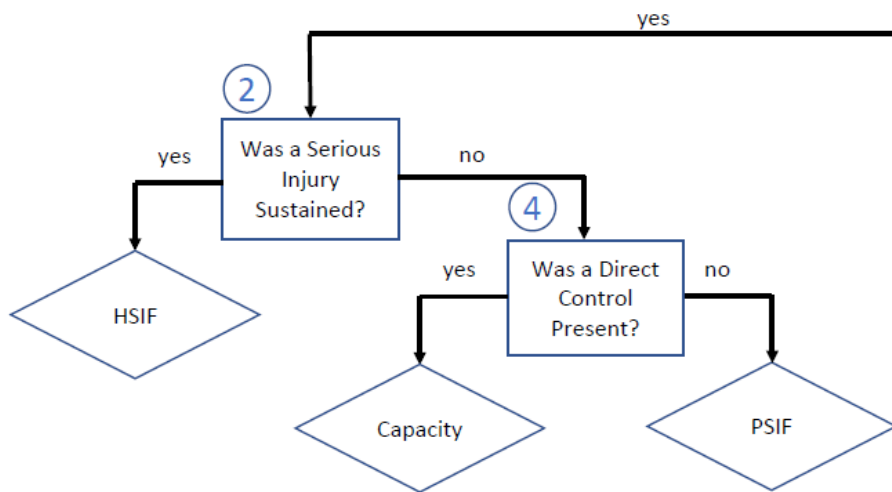 yes
2
Was a Serious
Injury
Sustained?
yes
no
4
Was a Direct
Control
Present?
yes
no
HSIF
Capacity
PSIF